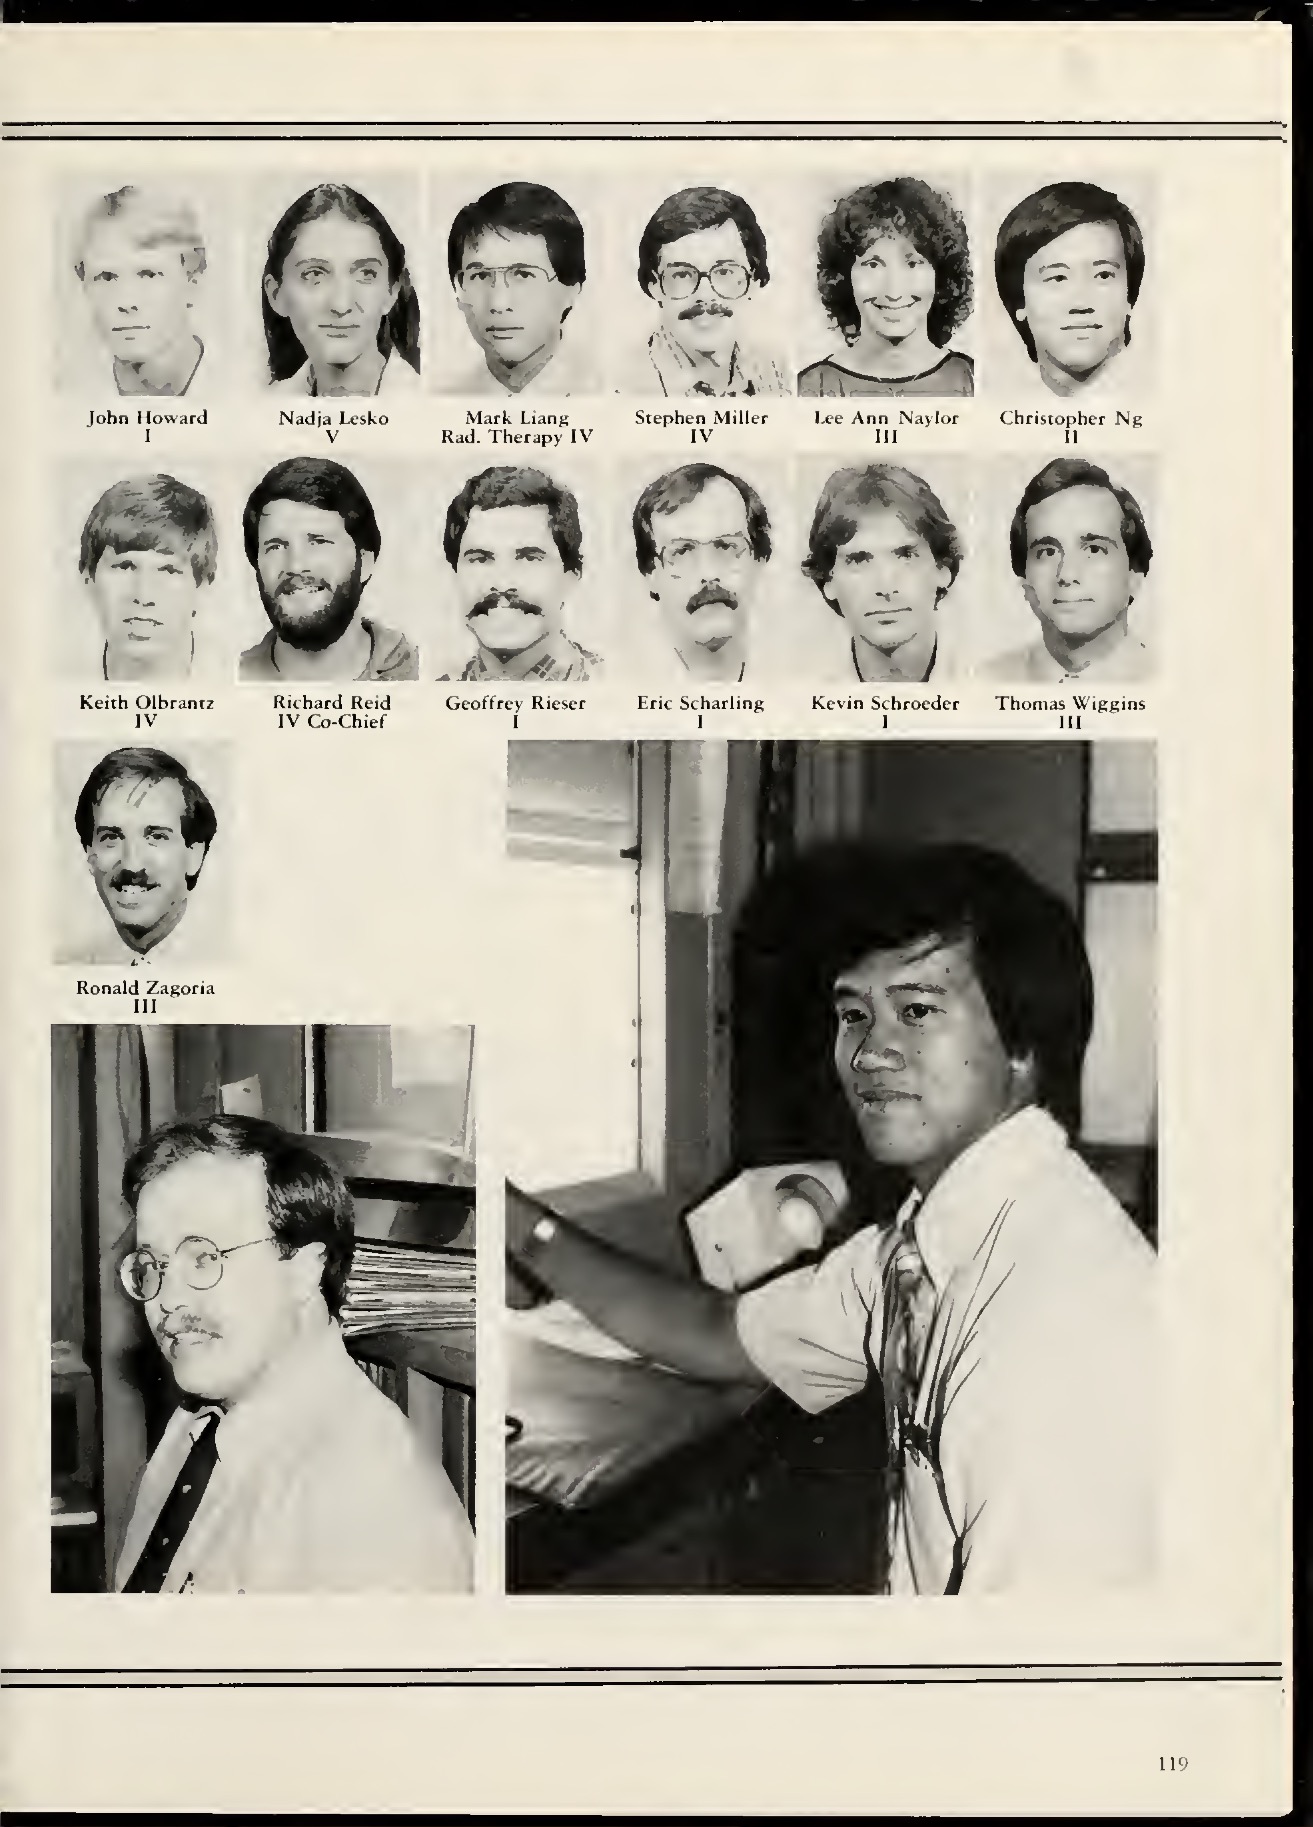 John Howard
I
Nadja Lesko
V
Mark Liang
Rad. Therapy IV
Stephen Miller
IV
Lee Ann Naylor
III
Christopher Ng
II
Keith Olbrantz
IV
Richard Reid
IV Co-Chief
Geoffrey Rieser
I
Eric Scharling
I
Kevin Schroeder
I
Thomas Wiggins
III
Ronald Zagoria
III
119